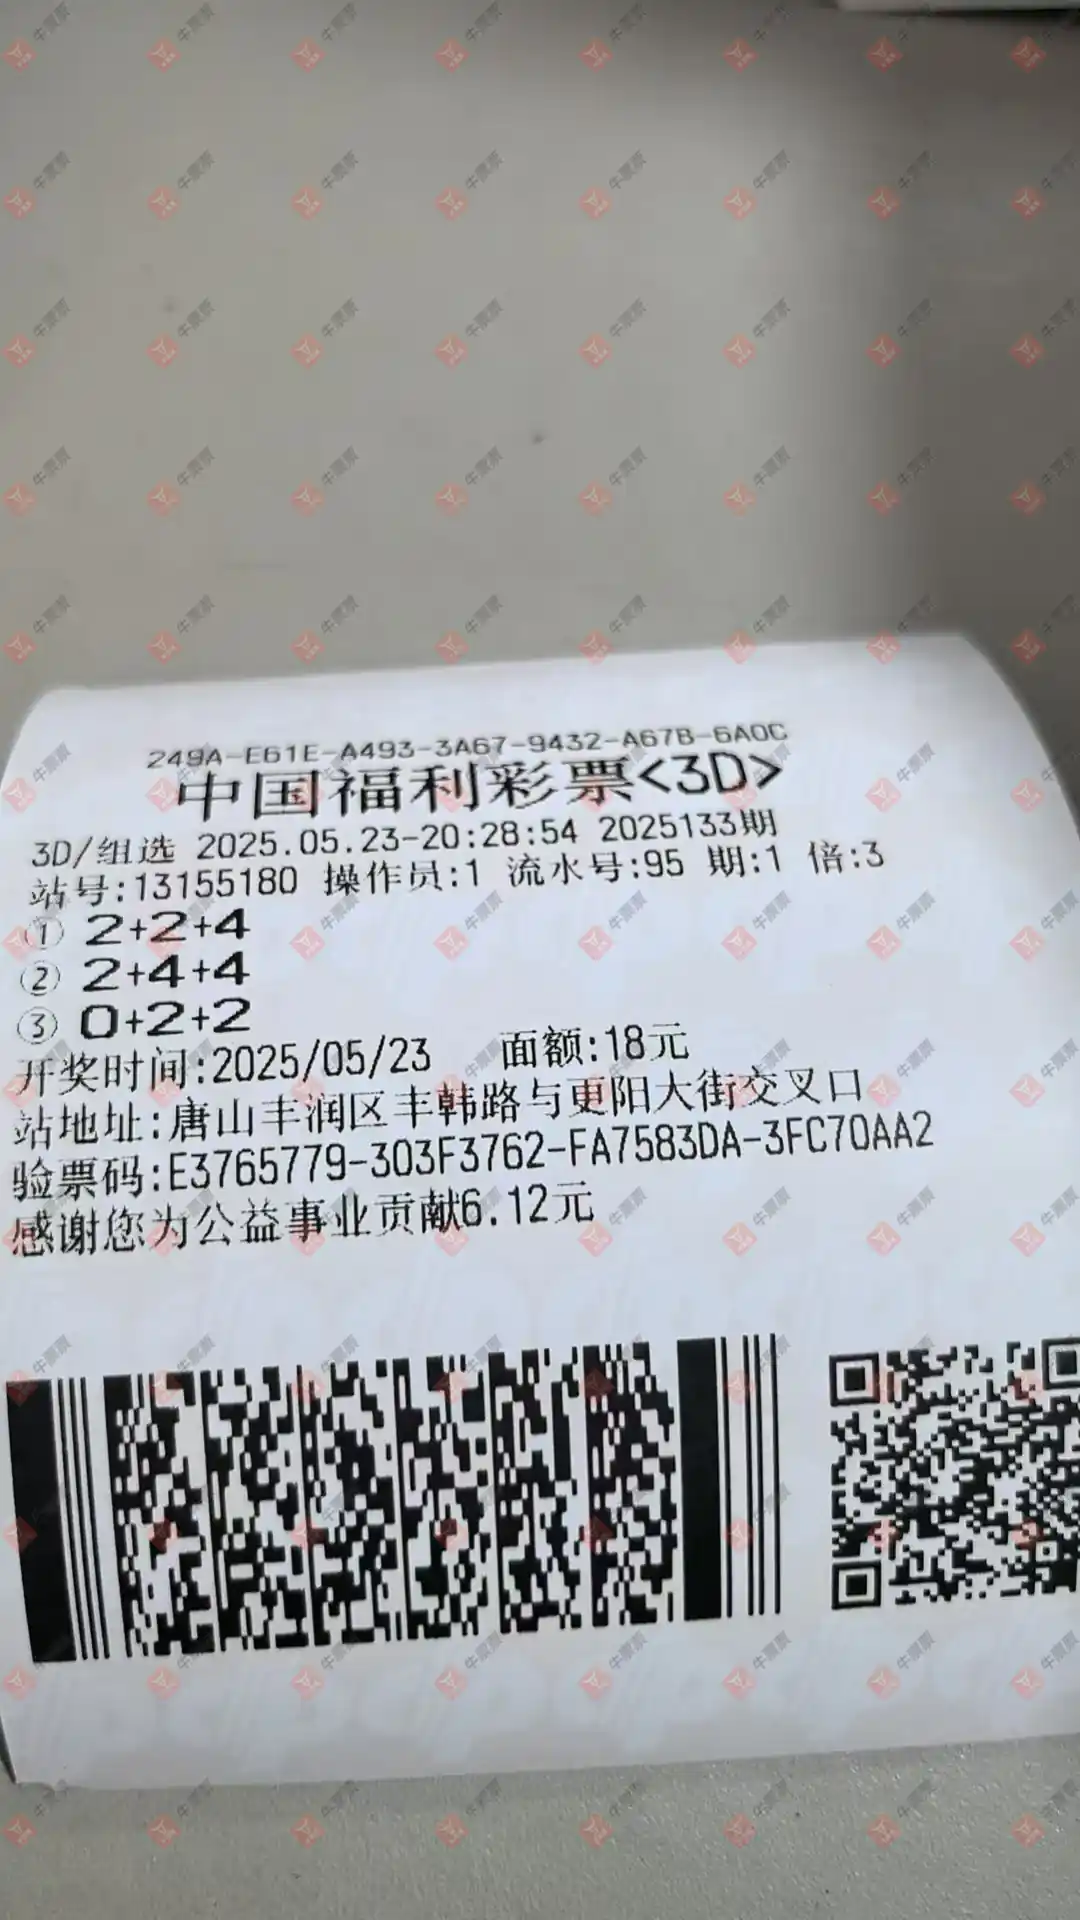 249A-E61E-A493-3A67-9432-A67B-6A0C
中国福利彩票<3D>
3D/组选 2025.05.23-20:28:54 2025133期
站号:13155180 操作员:1 流水号:95 期:1 倍:3
① 2+2+4
② 2+4+4
③ 0+2+2
开奖时间:2025/05/23 面额:18元
站地址:唐山丰润区丰韩路与更阳大街交叉口
验票码:E3765779-303F3762-FA7583DA-3FC70AA2
感谢您为公益事业贡献6.12元
牛票票